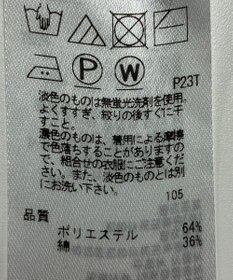 P W
P23T
淡色のものは無蛍光洗剤を使用。
よくすすぎ、絞りの後すぐに干
すこと。
濃色のものは、着用による摩擦
で色落ちすることがありますの
で、組合せの衣服にご注意くだ
さい。また、淡色のものとは別
にお洗い下さい。
105
品質
ポリエステル 64%
綿 36%